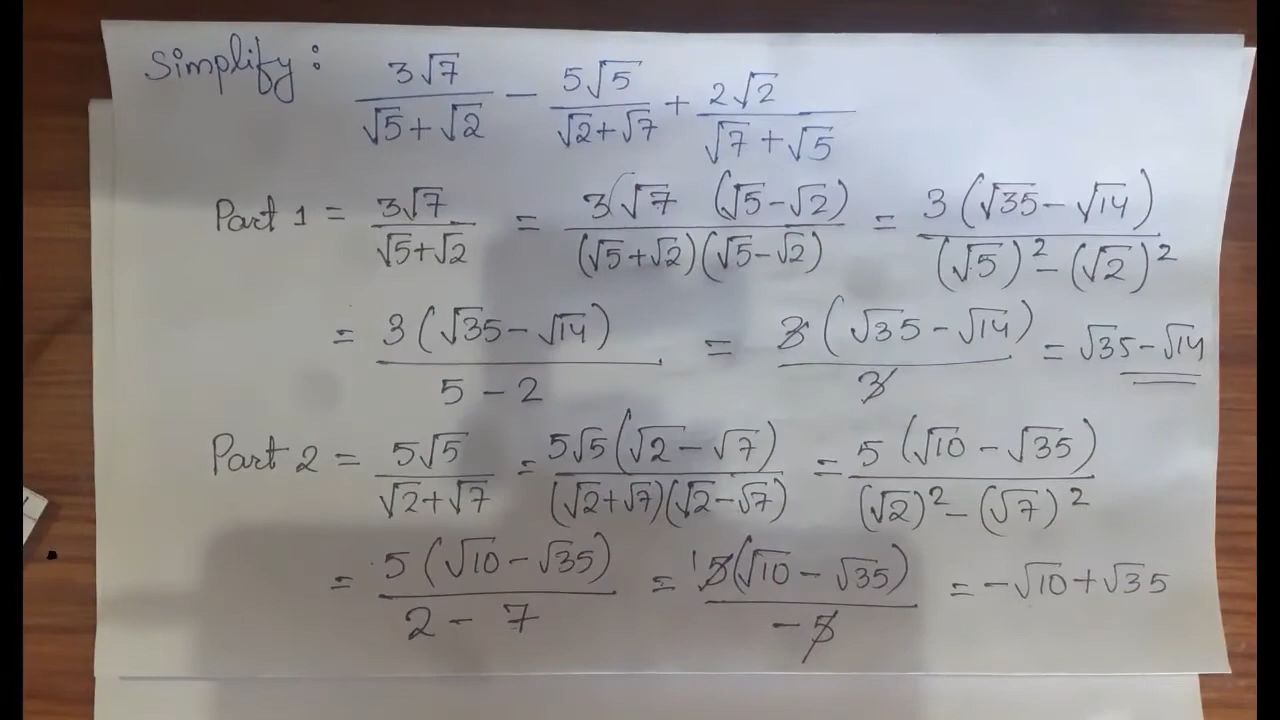 Simplify: 3√7/(√5+√2) − 5√5/(√2+√7) + 2√2/(√7+√5)
Part 1 = 3√7/(√5+√2) = 3(√7 (√5−√2)/(√5+√2)(√5−√2) = 3(√35−√14)/(√5)²−(√2)²
= 3(√35−√14)/5−2 = 3(√35−√14)/3 = √35−√14
Part 2 = 5√5/(√2+√7) = 5√5(√2−√7)/(√2+√7)(√2−√7) = 5(√10−√35)/(√2)²−(√7)²
= 5(√10−√35)/2−7 = ¹5(√10−√35)/−5 = −√10+√35